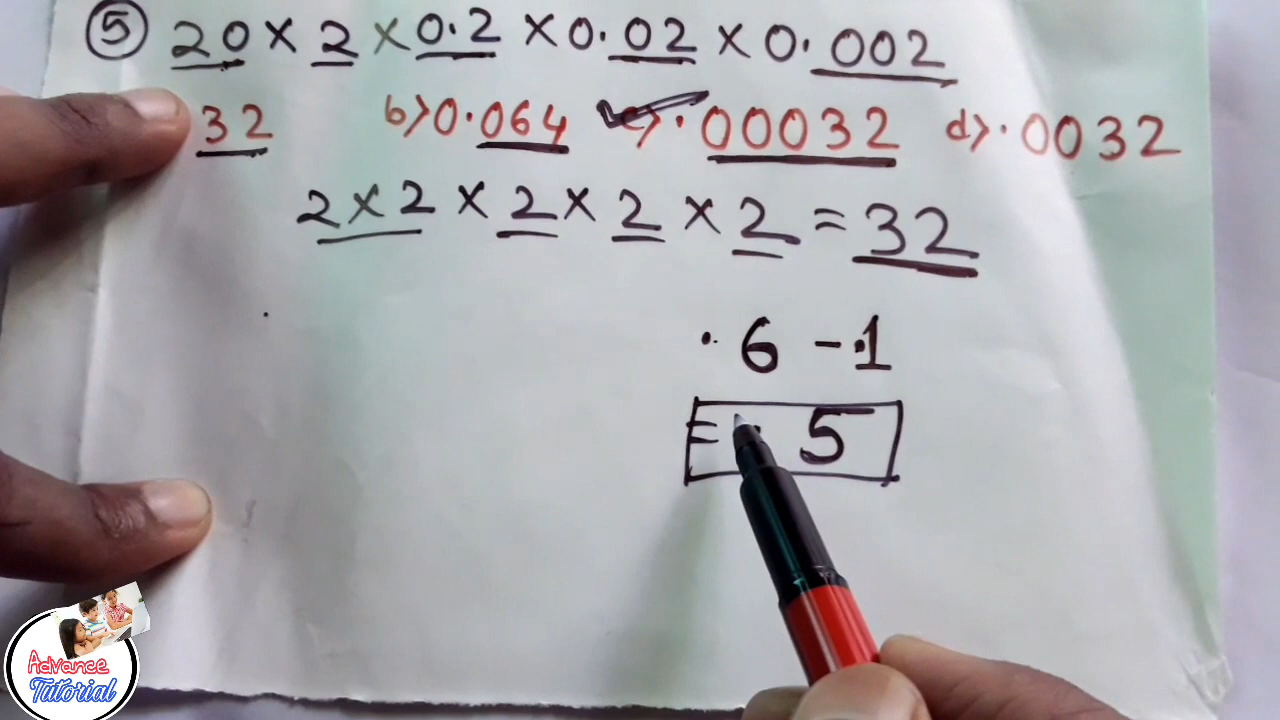 5 20 × 2 × 0.2 × 0.02 × 0.002
32 b>0.064 c>.00032 d>.0032
2 × 2 × 2 × 2 × 2 = 32
. 6 - .1
= . 5
Advance
Tutorial